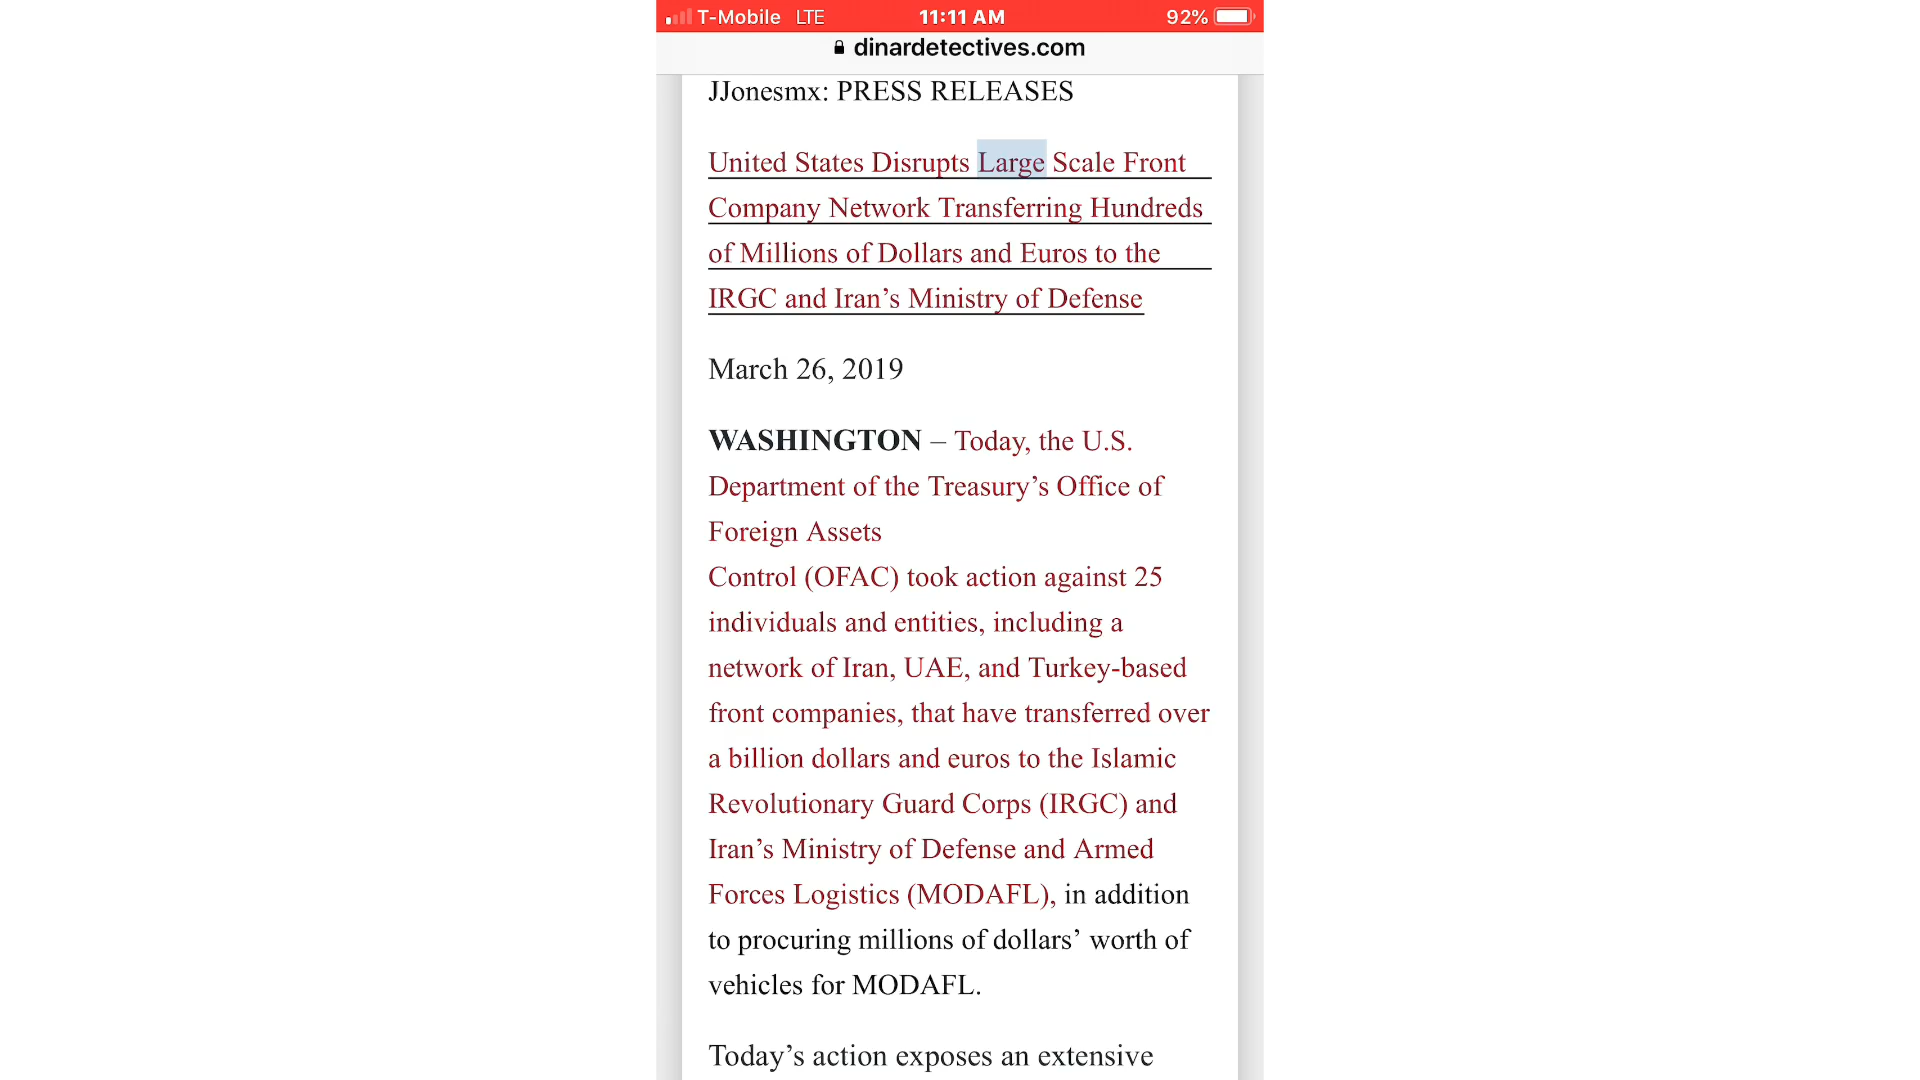 T-Mobile LTE 11:11 AM 92%
dinardetectives.com
JJonesmx: PRESS RELEASES
United States Disrupts Large Scale Front
Company Network Transferring Hundreds
of Millions of Dollars and Euros to the
IRGC and Iran’s Ministry of Defense
March 26, 2019
WASHINGTON – Today, the U.S.
Department of the Treasury’s Office of
Foreign Assets
Control (OFAC) took action against 25
individuals and entities, including a
network of Iran, UAE, and Turkey-based
front companies, that have transferred over
a billion dollars and euros to the Islamic
Revolutionary Guard Corps (IRGC) and
Iran’s Ministry of Defense and Armed
Forces Logistics (MODAFL), in addition
to procuring millions of dollars’ worth of
vehicles for MODAFL.
Today’s action exposes an extensive